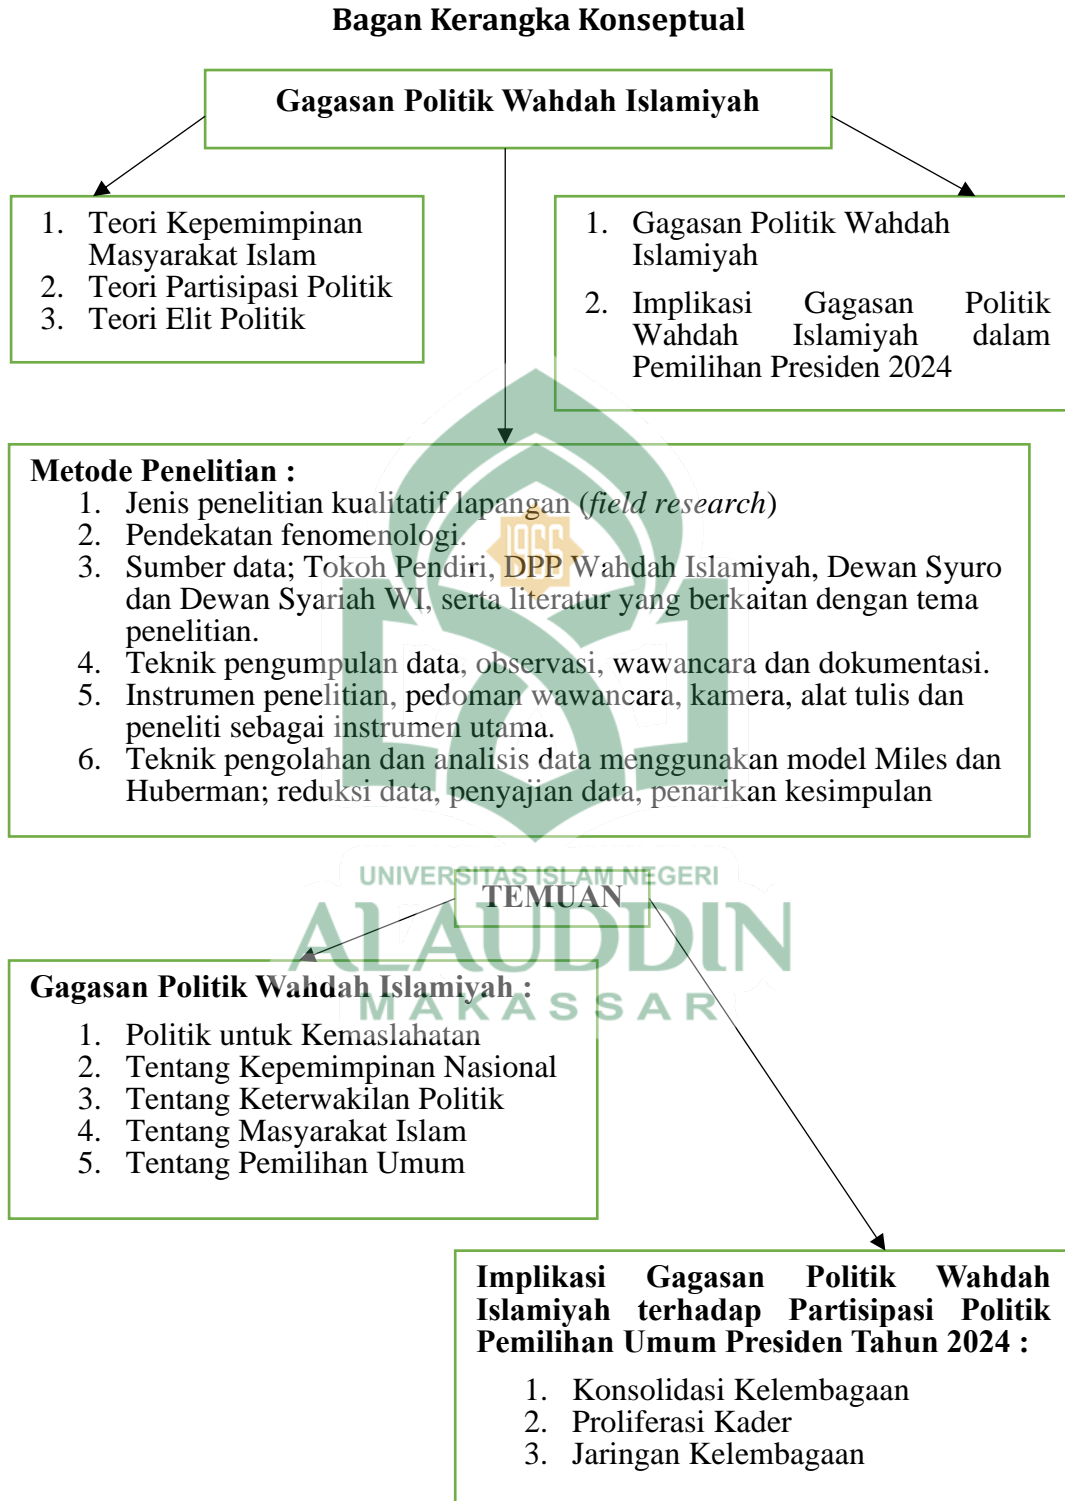 Bagan Kerangka Konseptual
Gagasan Politik Wahdah Islamiyah
1. Teori Kepemimpinan
Masyarakat Islam
2. Teori Partisipasi Politik
3. Teori Elit Politik
1. Gagasan Politik Wahdah
Islamiyah
2. Implikasi Gagasan Politik
Wahdah Islamiyah dalam
Pemilihan Presiden 2024
Metode Penelitian :
1. Jenis penelitian kualitatif lapangan (field research)
2. Pendekatan fenomenologi.
3. Sumber data; Tokoh Pendiri, DPP Wahdah Islamiyah, Dewan Syuro
dan Dewan Syariah WI, serta literatur yang berkaitan dengan tema
penelitian.
4. Teknik pengumpulan data, observasi, wawancara dan dokumentasi.
5. Instrumen penelitian, pedoman wawancara, kamera, alat tulis dan
peneliti sebagai instrumen utama.
6. Teknik pengolahan dan analisis data menggunakan model Miles dan
Huberman; reduksi data, penyajian data, penarikan kesimpulan
1965
UNIVERSITAS ISLAM NEGERI
ALAUDDIN
MAKASSAR
TEMUAN
Gagasan Politik Wahdah Islamiyah :
1. Politik untuk Kemaslahatan
2. Tentang Kepemimpinan Nasional
3. Tentang Keterwakilan Politik
4. Tentang Masyarakat Islam
5. Tentang Pemilihan Umum
Implikasi Gagasan Politik Wahdah
Islamiyah terhadap Partisipasi Politik
Pemilihan Umum Presiden Tahun 2024 :
1. Konsolidasi Kelembagaan
2. Proliferasi Kader
3. Jaringan Kelembagaan